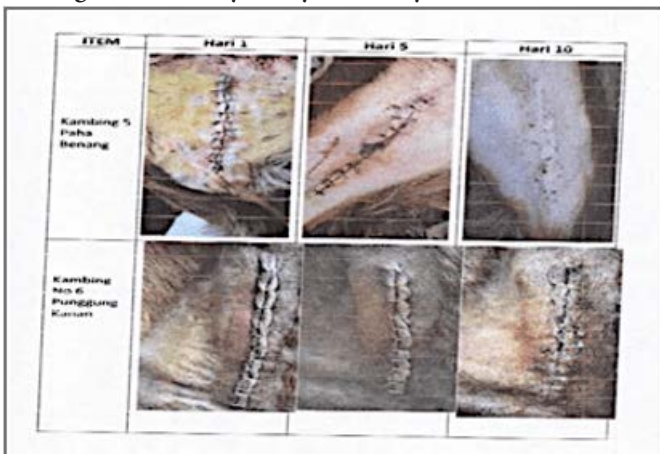 ITEM
Hari 1
Hari 5
Hari 10
Kambing 5
Paha
Benang
Kambing
No 6
Punggung
Kanan